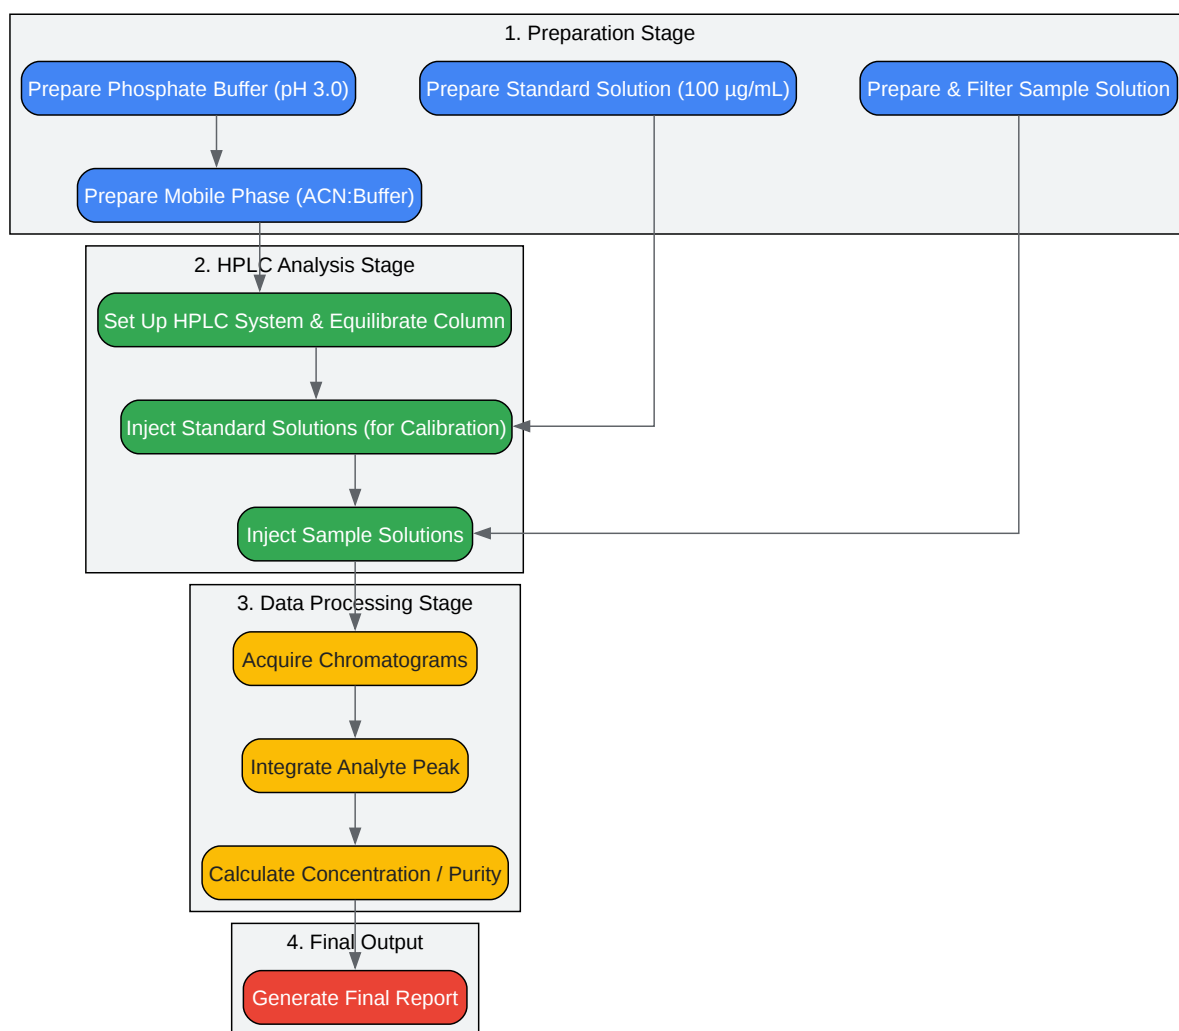 1. Preparation Stage
Prepare Phosphate Buffer (pH 3.0)
Prepare Standard Solution (100 µg/mL)
Prepare & Filter Sample Solution
Prepare Mobile Phase (ACN:Buffer)
2. HPLC Analysis Stage
Set Up HPLC System & Equilibrate Column
Inject Standard Solutions (for Calibration)
Inject Sample Solutions
3. Data Processing Stage
Acquire Chromatograms
Integrate Analyte Peak
Calculate Concentration / Purity
4. Final Output
Generate Final Report